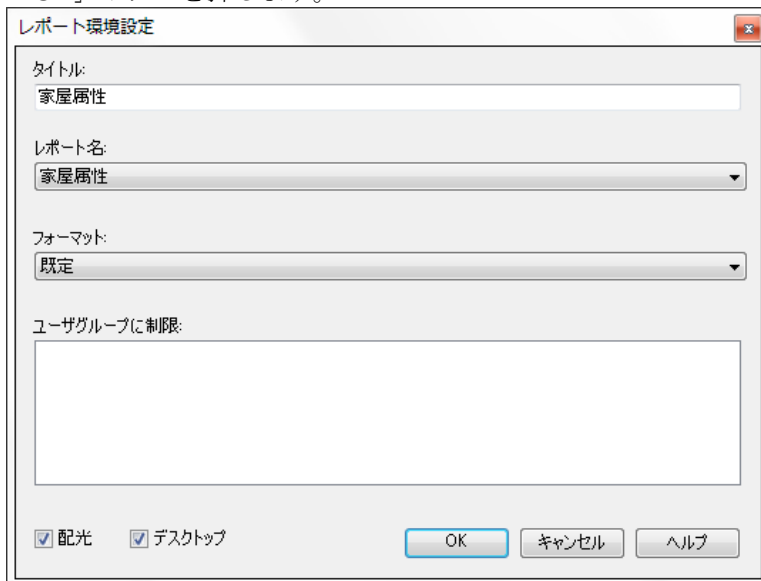 レポート環境設定
タイトル:
家屋属性
レポート名:
家屋属性
フォーマット:
既定
ユーザグループに制限:
配光 デスクトップ OK キャンセル ヘルプ